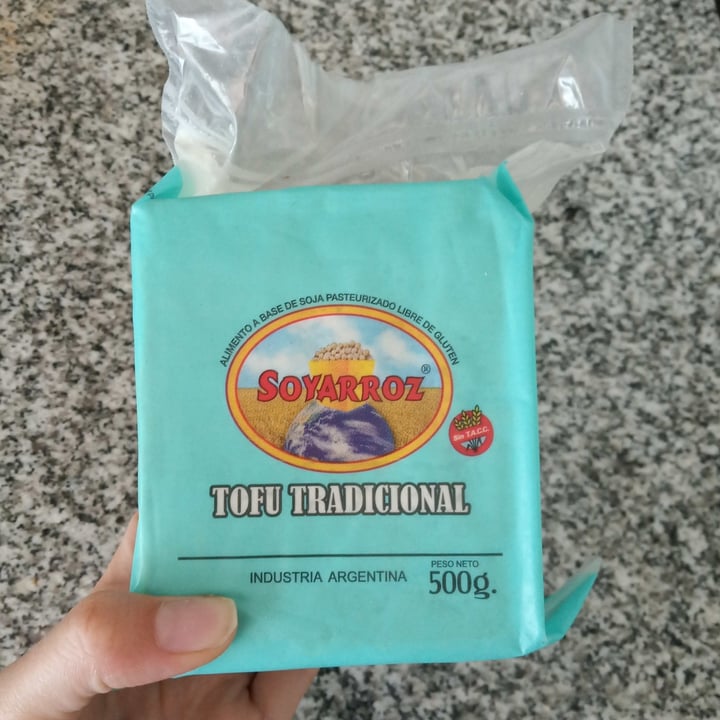 ALIMENTO A BASE DE SOJA PASTEURIZADO LIBRE DE GLUTEN
SOYARROZ®
Sin T.A.C.C.
TOFU TRADICIONAL
INDUSTRIA ARGENTINA
PESO NETO
500g.